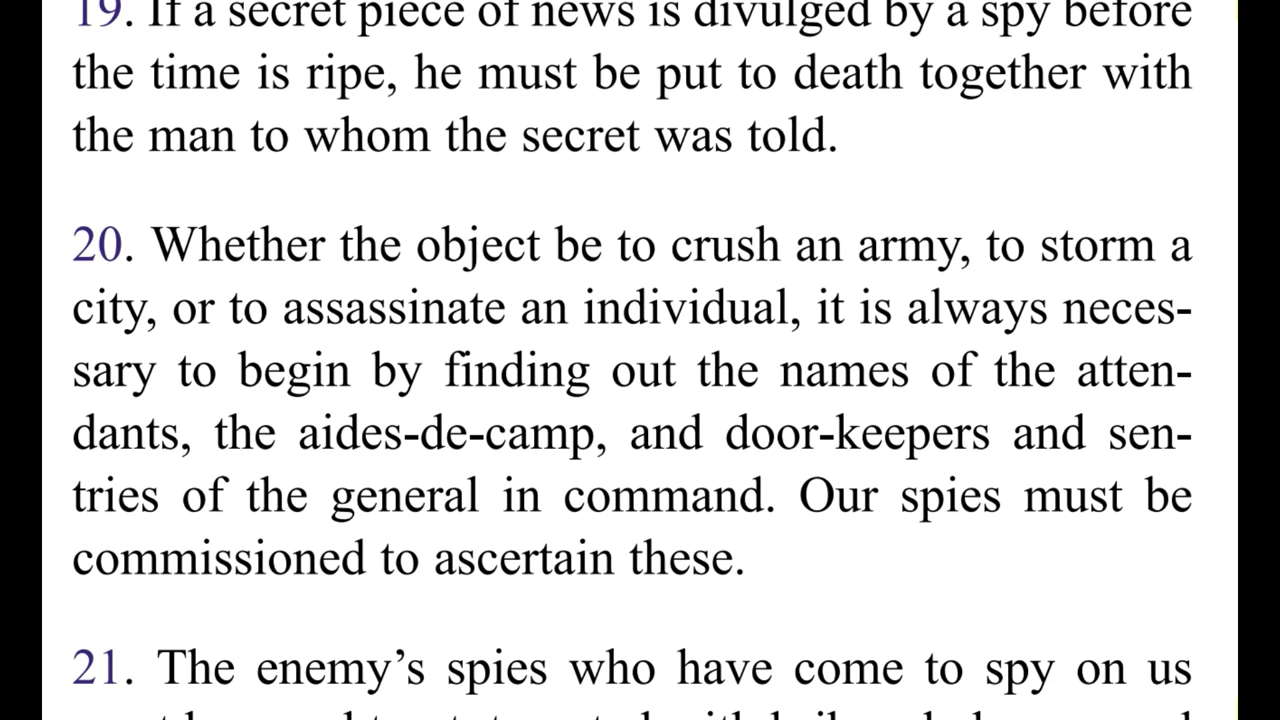 19. If a secret piece of news is divulged by a spy before
the time is ripe, he must be put to death together with
the man to whom the secret was told.
20. Whether the object be to crush an army, to storm a
city, or to assassinate an individual, it is always neces-
sary to begin by finding out the names of the atten-
dants, the aides-de-camp, and door-keepers and sen-
tries of the general in command. Our spies must be
commissioned to ascertain these.
21. The enemy’s spies who have come to spy on us